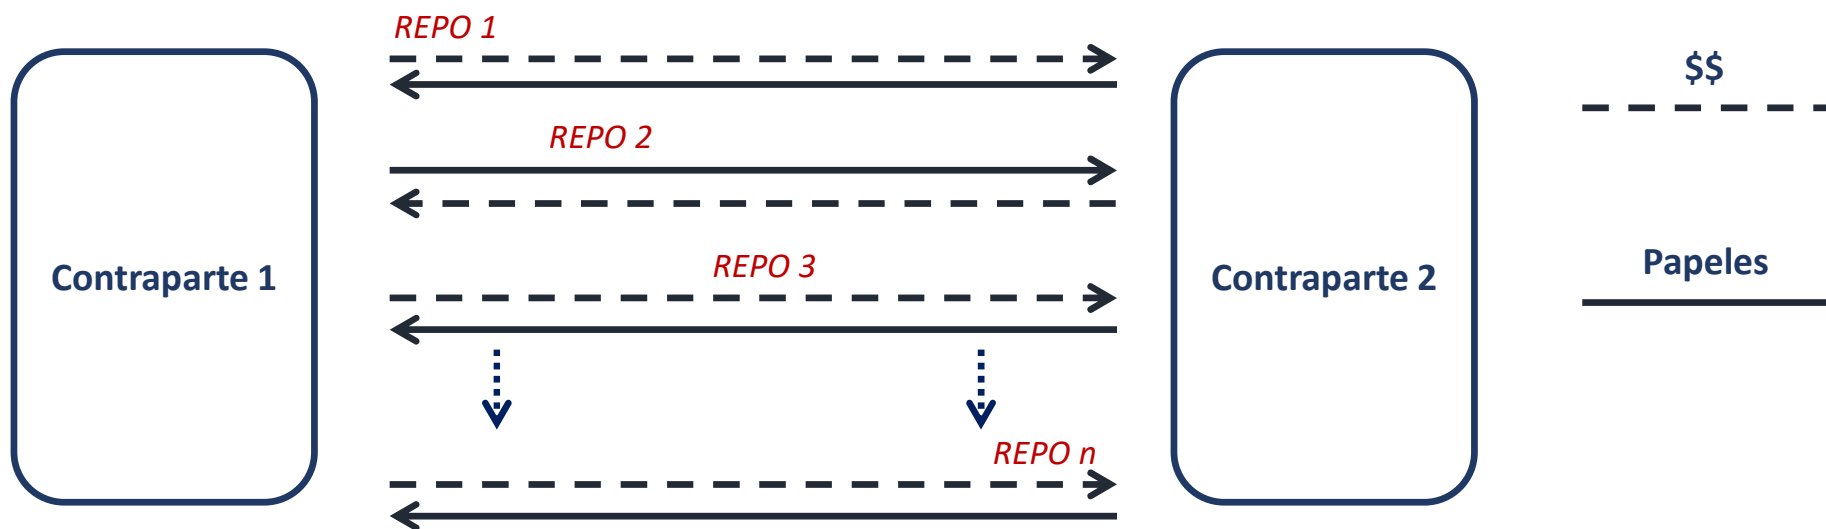 REPO 1
$$
REPO 2
Contraparte 1
REPO 3
Contraparte 2
Papeles
REPO n